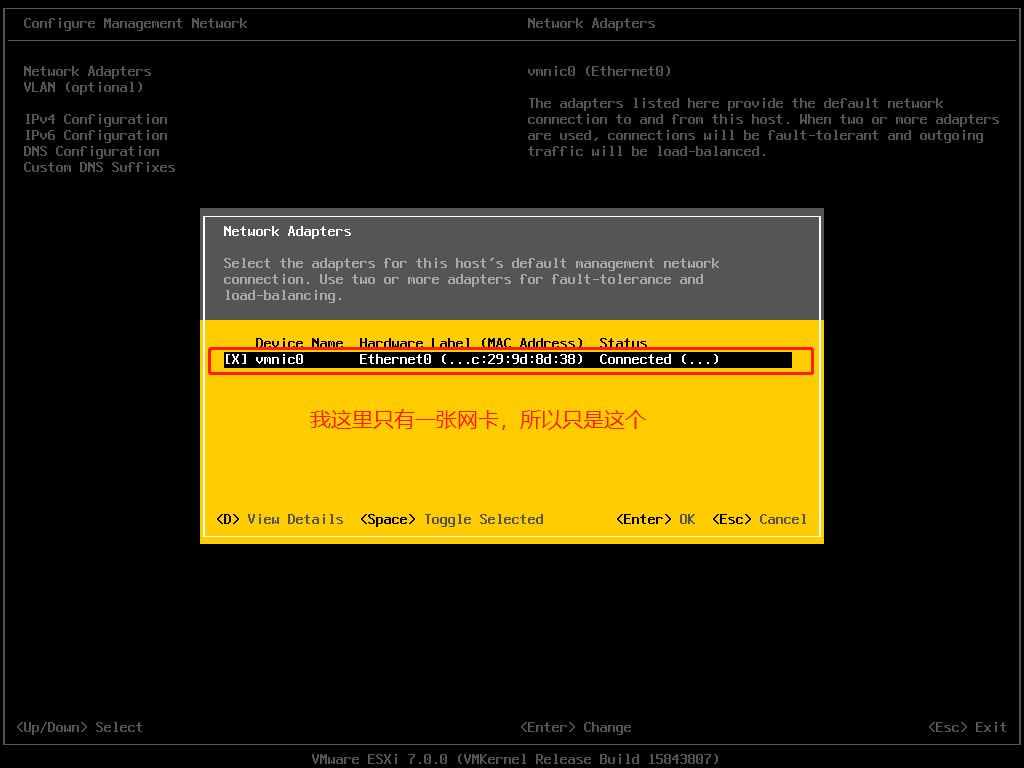 Configure Management Network
Network Adapters
Network Adapters
VLAN (optional)
IPv4 Configuration
IPv6 Configuration
DNS Configuration
Custom DNS Suffixes
vmnic0 (Ethernet0)
The adapters listed here provide the default network
connection to and from this host. When two or more adapters
are used, connections will be fault-tolerant and outgoing
traffic will be load-balanced.
Network Adapters
Select the adapters for this host's default management network
connection. Use two or more adapters for fault-tolerance and
load-balancing.
Device Name Hardware Label (MAC Address) Status
[X] vmnic0 Ethernet0 (...c:29:9d:8d:38) Connected (...)
我这里只有一张网卡，所以只是这个
<D> View Details <Space> Toggle Selected <Enter> OK <Esc> Cancel
<Up/Down> Select <Enter> Change <Esc> Exit
VMware ESXi 7.0.0 (VMKernel Release Build 15843807)